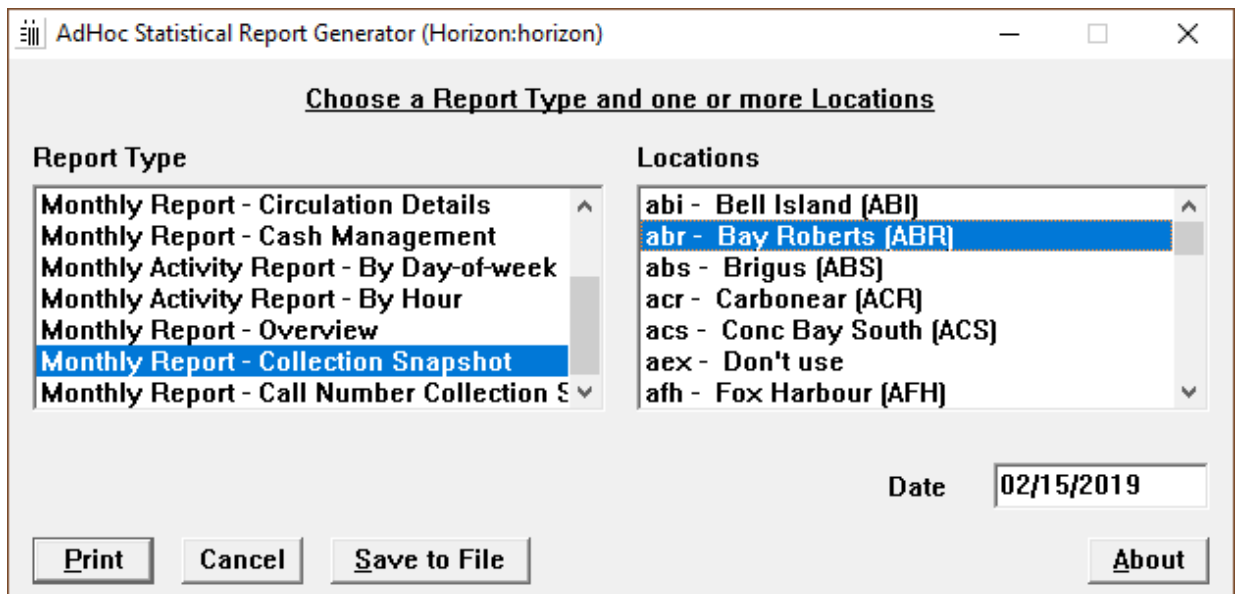 AdHoc Statistical Report Generator (Horizon:horizon)
Choose a Report Type and one or more Locations
Report Type
Monthly Report - Circulation Details
Monthly Report - Cash Management
Monthly Activity Report - By Day-of-week
Monthly Activity Report - By Hour
Monthly Report - Overview
Monthly Report - Collection Snapshot
Monthly Report - Call Number Collection S
Locations
abi - Bell Island (ABI)
abr - Bay Roberts (ABR)
abs - Brigus (ABS)
acr - Carbonear (ACR)
acs - Conc Bay South (ACS)
aex - Don't use
afh - Fox Harbour (AFH)
Date 02/15/2019
Print Cancel Save to File About